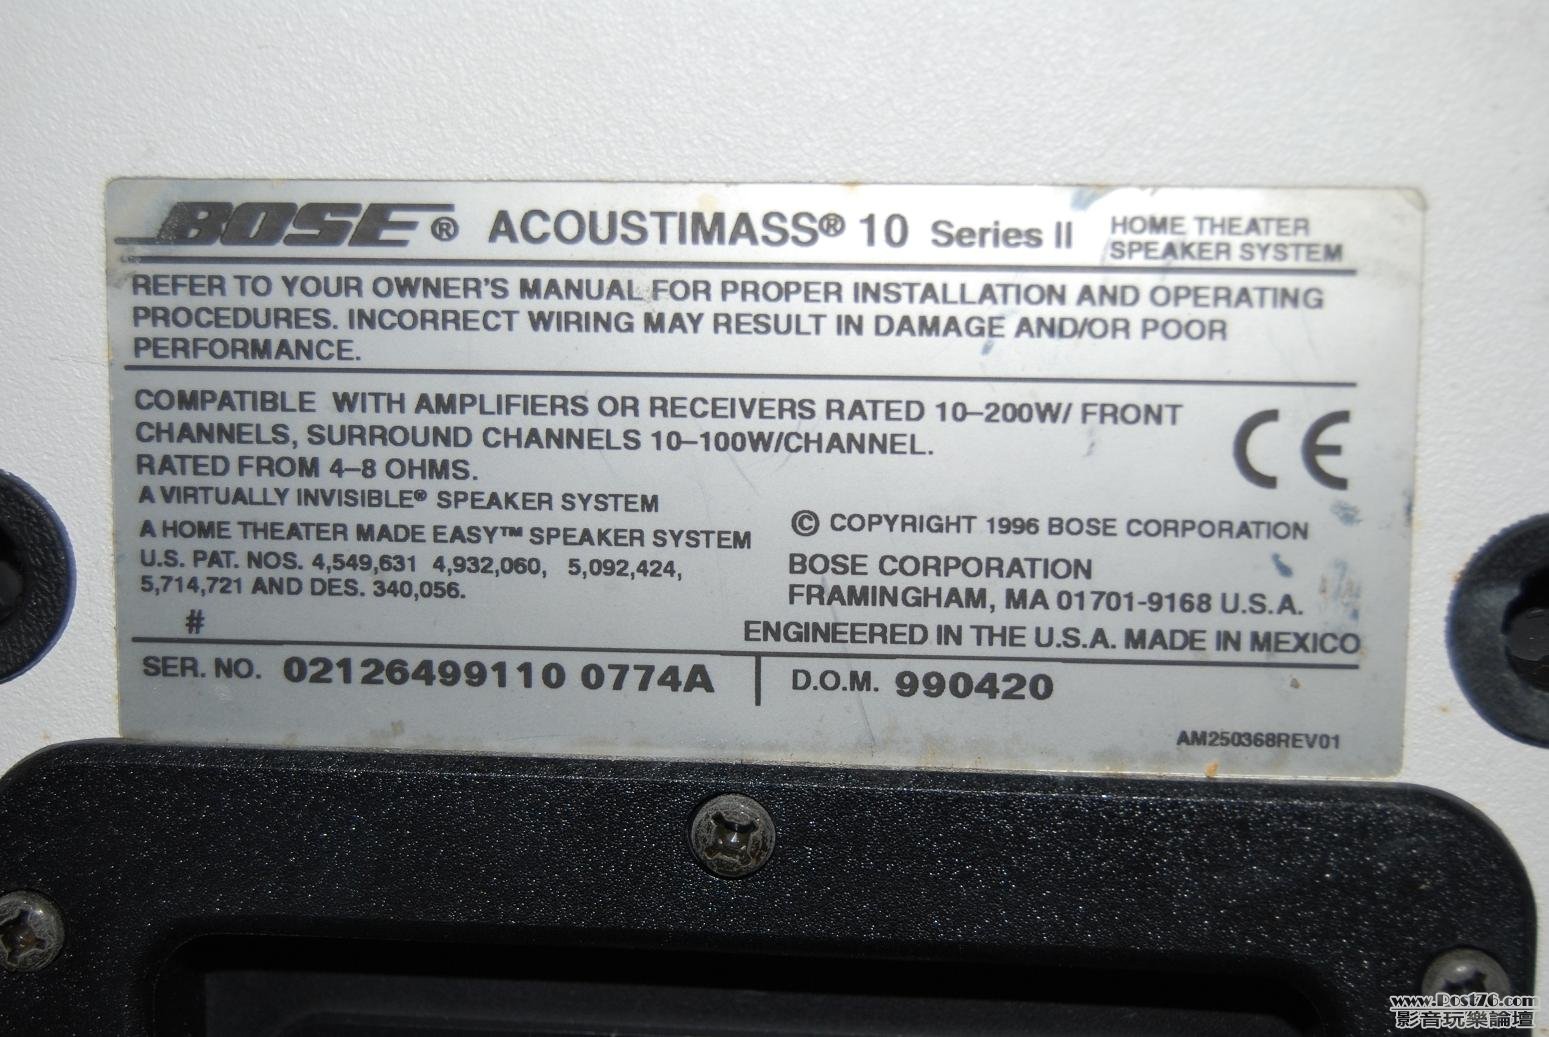 BOSE® ACOUSTIMASS® 10 Series II HOME THEATER SPEAKER SYSTEM
REFER TO YOUR OWNER'S MANUAL FOR PROPER INSTALLATION AND OPERATING
PROCEDURES. INCORRECT WIRING MAY RESULT IN DAMAGE AND/OR POOR
PERFORMANCE.
COMPATIBLE WITH AMPLIFIERS OR RECEIVERS RATED 10–200W/ FRONT
CHANNELS, SURROUND CHANNELS 10–100W/CHANNEL.
RATED FROM 4–8 OHMS.
CE
A VIRTUALLY INVISIBLE® SPEAKER SYSTEM
A HOME THEATER MADE EASY™ SPEAKER SYSTEM
U.S. PAT. NOS. 4,549,631 4,932,060, 5,092,424,
5,714,721 AND DES. 340,056.
#
© COPYRIGHT 1996 BOSE CORPORATION
BOSE CORPORATION
FRAMINGHAM, MA 01701-9168 U.S.A.
ENGINEERED IN THE U.S.A. MADE IN MEXICO
SER. NO. 02126499110 0774A
D.O.M. 990420
AM250368REV01
www.Post76.com
影音玩樂論壇